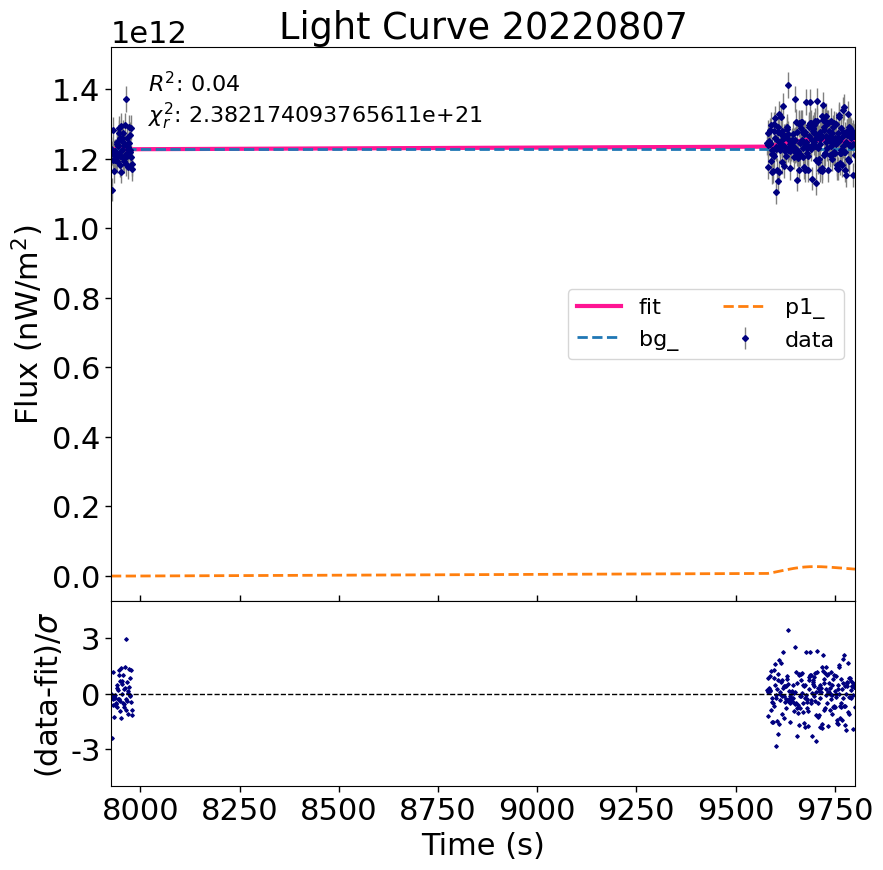 Light Curve 20220807
1e12
R²: 0.04
χ²ᵣ: 2.382174093765611e+21
1.4
1.2
1.0
0.8
0.6
0.4
0.2
0.0
Flux (nW/m²)
fit
bg_
p1_
data
3
0
-3
(data-fit)/σ
8000 8250 8500 8750 9000 9250 9500 9750
Time (s)